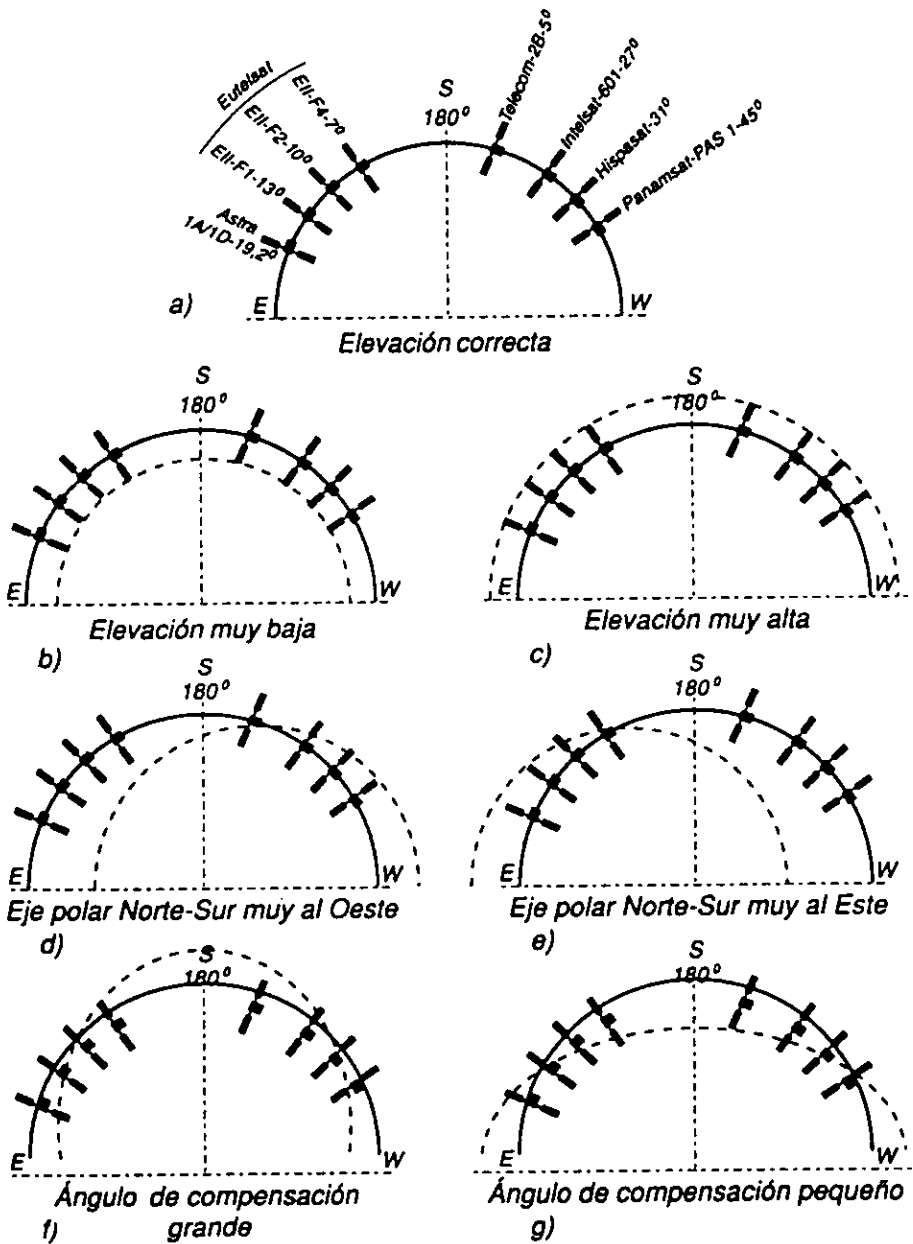 Eutelsat
EII-F4-7º
EII-F2-10º
EII-F1-13º
Astra
1A/1D-19,2º
S
180º
Telecom-2B-5º
Intelsat-601-27º
Hispasat-31º
Panamsat-PAS 1-45º
E
W
a)
Elevación correcta
S
180º
E
W
Elevación muy baja
b)
S
180º
E
W
Elevación muy alta
c)
S
180º
E
W
Eje polar Norte-Sur muy al Oeste
d)
S
180º
E
W
Eje polar Norte-Sur muy al Este
e)
S
180º
E
W
Ángulo de compensación
grande
f)
S
180º
E
W
Ángulo de compensación pequeño
g)